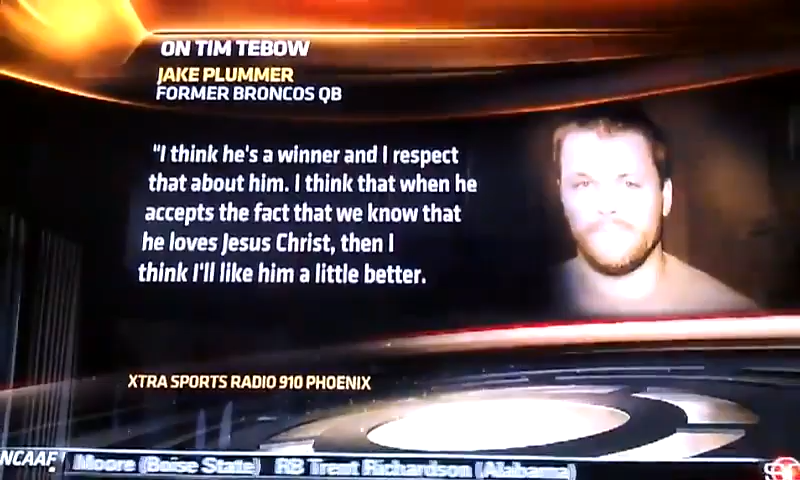 ON TIM TEBOW
JAKE PLUMMER
FORMER BRONCOS QB
"I think he's a winner and I respect
that about him. I think that when he
accepts the fact that we know that
he loves Jesus Christ, then I
think I'll like him a little better.
XTRA SPORTS RADIO 910 PHOENIX
NCAAF Moore (Boise State) RB Trent Richardson (Alabama)